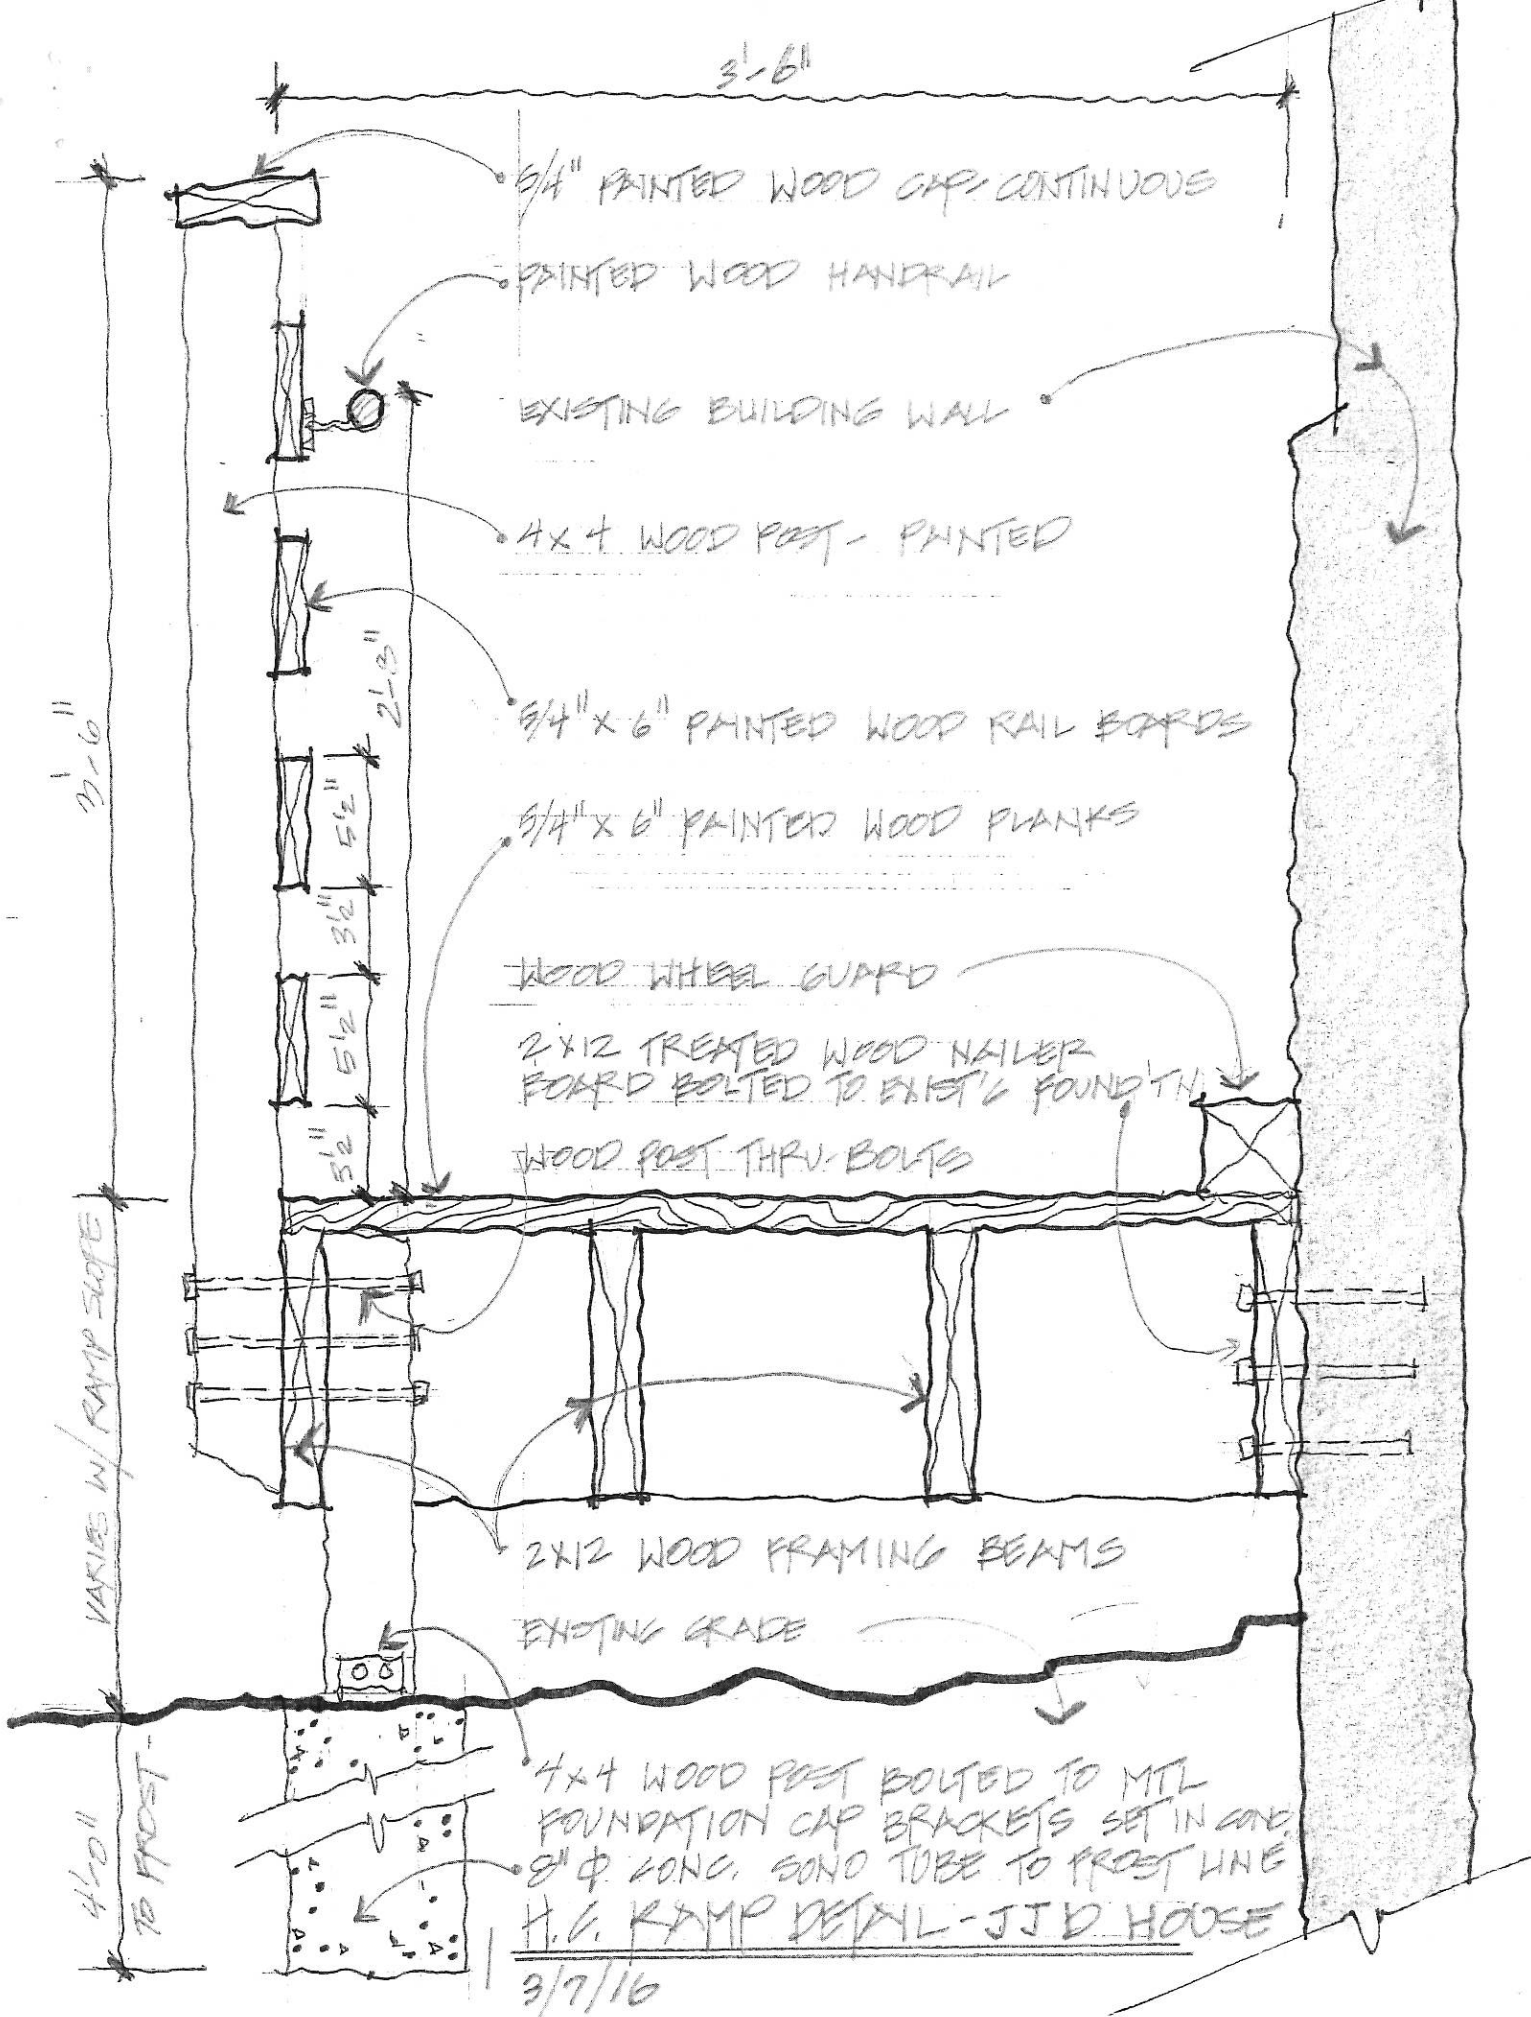 3'-6"
5/4" PAINTED WOOD CAP-CONTINUOUS
PAINTED WOOD HANDRAIL
EXISTING BUILDING WALL
4x4 WOOD POST- PAINTED
2'-3"
3'-6"
5/4" x 6" PAINTED WOOD RAIL BOARDS
5/4" x 6" PAINTED WOOD PLANKS
5½"
3½"
5½"
3½"
WOOD WHEEL GUARD
2x12 TREATED WOOD NAILER
BOARD BOLTED TO EXIST'G FOUND'TN.
WOOD POST THRU-BOLTS
VARIES W/ RAMP SLOPE
2x12 WOOD FRAMING BEAMS
EXISTING GRADE
4x4 WOOD POST BOLTED TO MTL
FOUNDATION CAP BRACKETS SET IN CONC.
8" Φ CONC. SONO TUBE TO FROST LINE
4'-0"
TO FROST-
H.C. RAMP DETAIL-JJD HOUSE
3/7/16